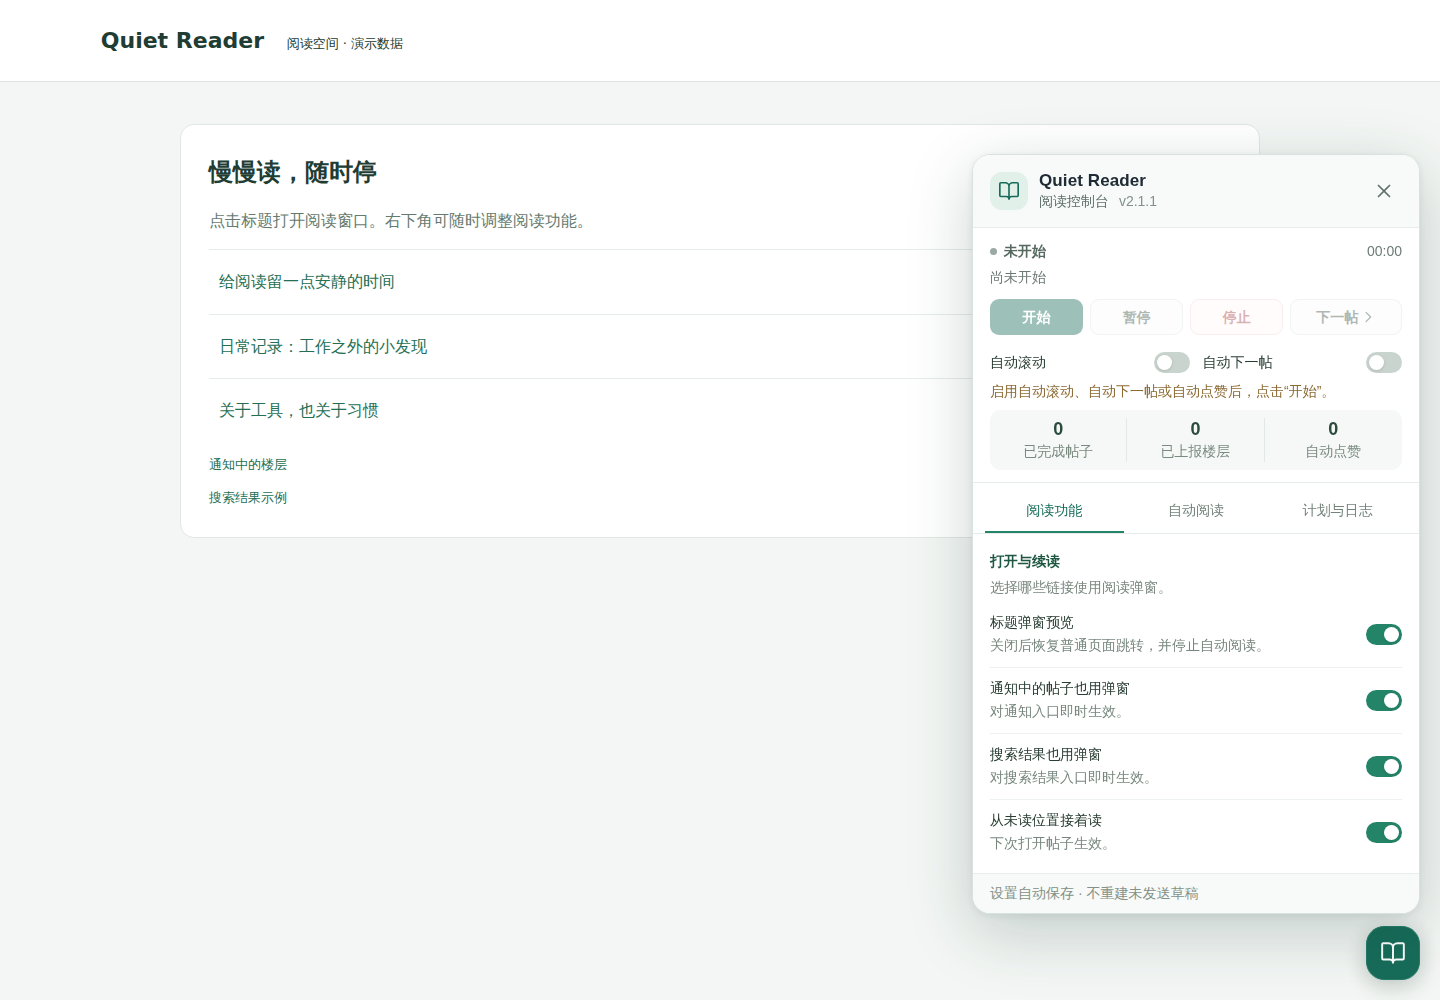 Quiet Reader 阅读空间 · 演示数据
慢慢读，随时停
点击标题打开阅读窗口。右下角可随时调整阅读功能。
给阅读留一点安静的时间
日常记录：工作之外的小发现
关于工具，也关于习惯
通知中的楼层
搜索结果示例
Quiet Reader
阅读控制台 v2.1.1
未开始 00:00
尚未开始
开始 暂停 停止 下一帖
自动滚动 自动下一帖
启用自动滚动、自动下一帖或自动点赞后，点击“开始”。
0 0 0
已完成帖子 已上报楼层 自动点赞
阅读功能 自动阅读 计划与日志
打开与续读
选择哪些链接使用阅读弹窗。
标题弹窗预览
关闭后恢复普通页面跳转，并停止自动阅读。
通知中的帖子也用弹窗
对通知入口即时生效。
搜索结果也用弹窗
对搜索结果入口即时生效。
从未读位置接着读
下次打开帖子生效。
设置自动保存 · 不重建未发送草稿